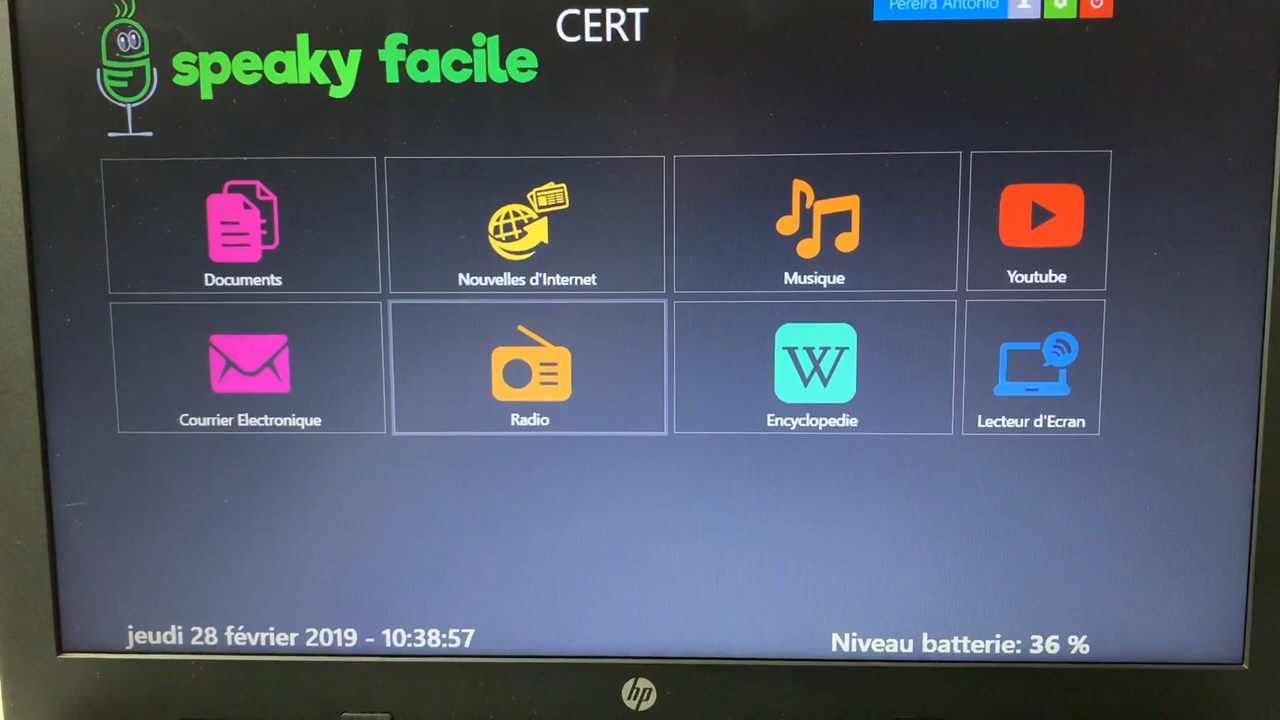 Pereira Antonio
CERT
speaky facile
Documents
Nouvelles d'Internet
Musique
Youtube
Courrier Electronique
Radio
W
Encyclopedie
Lecteur d'Ecran
jeudi 28 février 2019 - 10:38:57
Niveau batterie: 36 %
hp